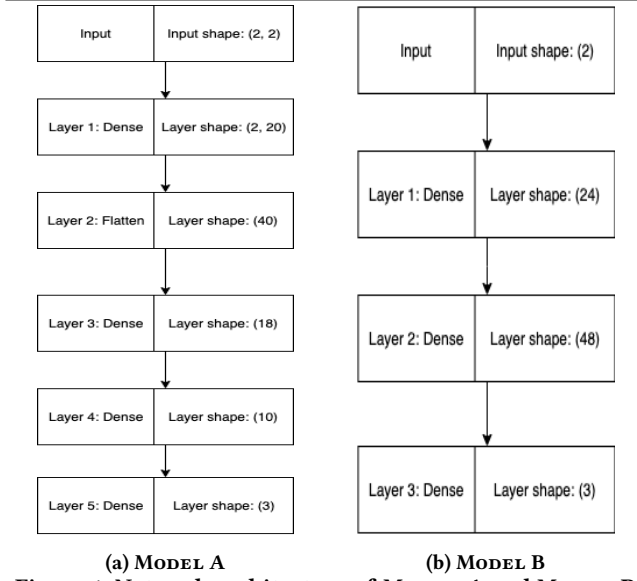 Input
Input shape: (2, 2)
Layer 1: Dense
Layer shape: (2, 20)
Layer 2: Flatten
Layer shape: (40)
Layer 3: Dense
Layer shape: (18)
Layer 4: Dense
Layer shape: (10)
Layer 5: Dense
Layer shape: (3)
(a) MODEL A
Input
Input shape: (2)
Layer 1: Dense
Layer shape: (24)
Layer 2: Dense
Layer shape: (48)
Layer 3: Dense
Layer shape: (3)
(b) MODEL B